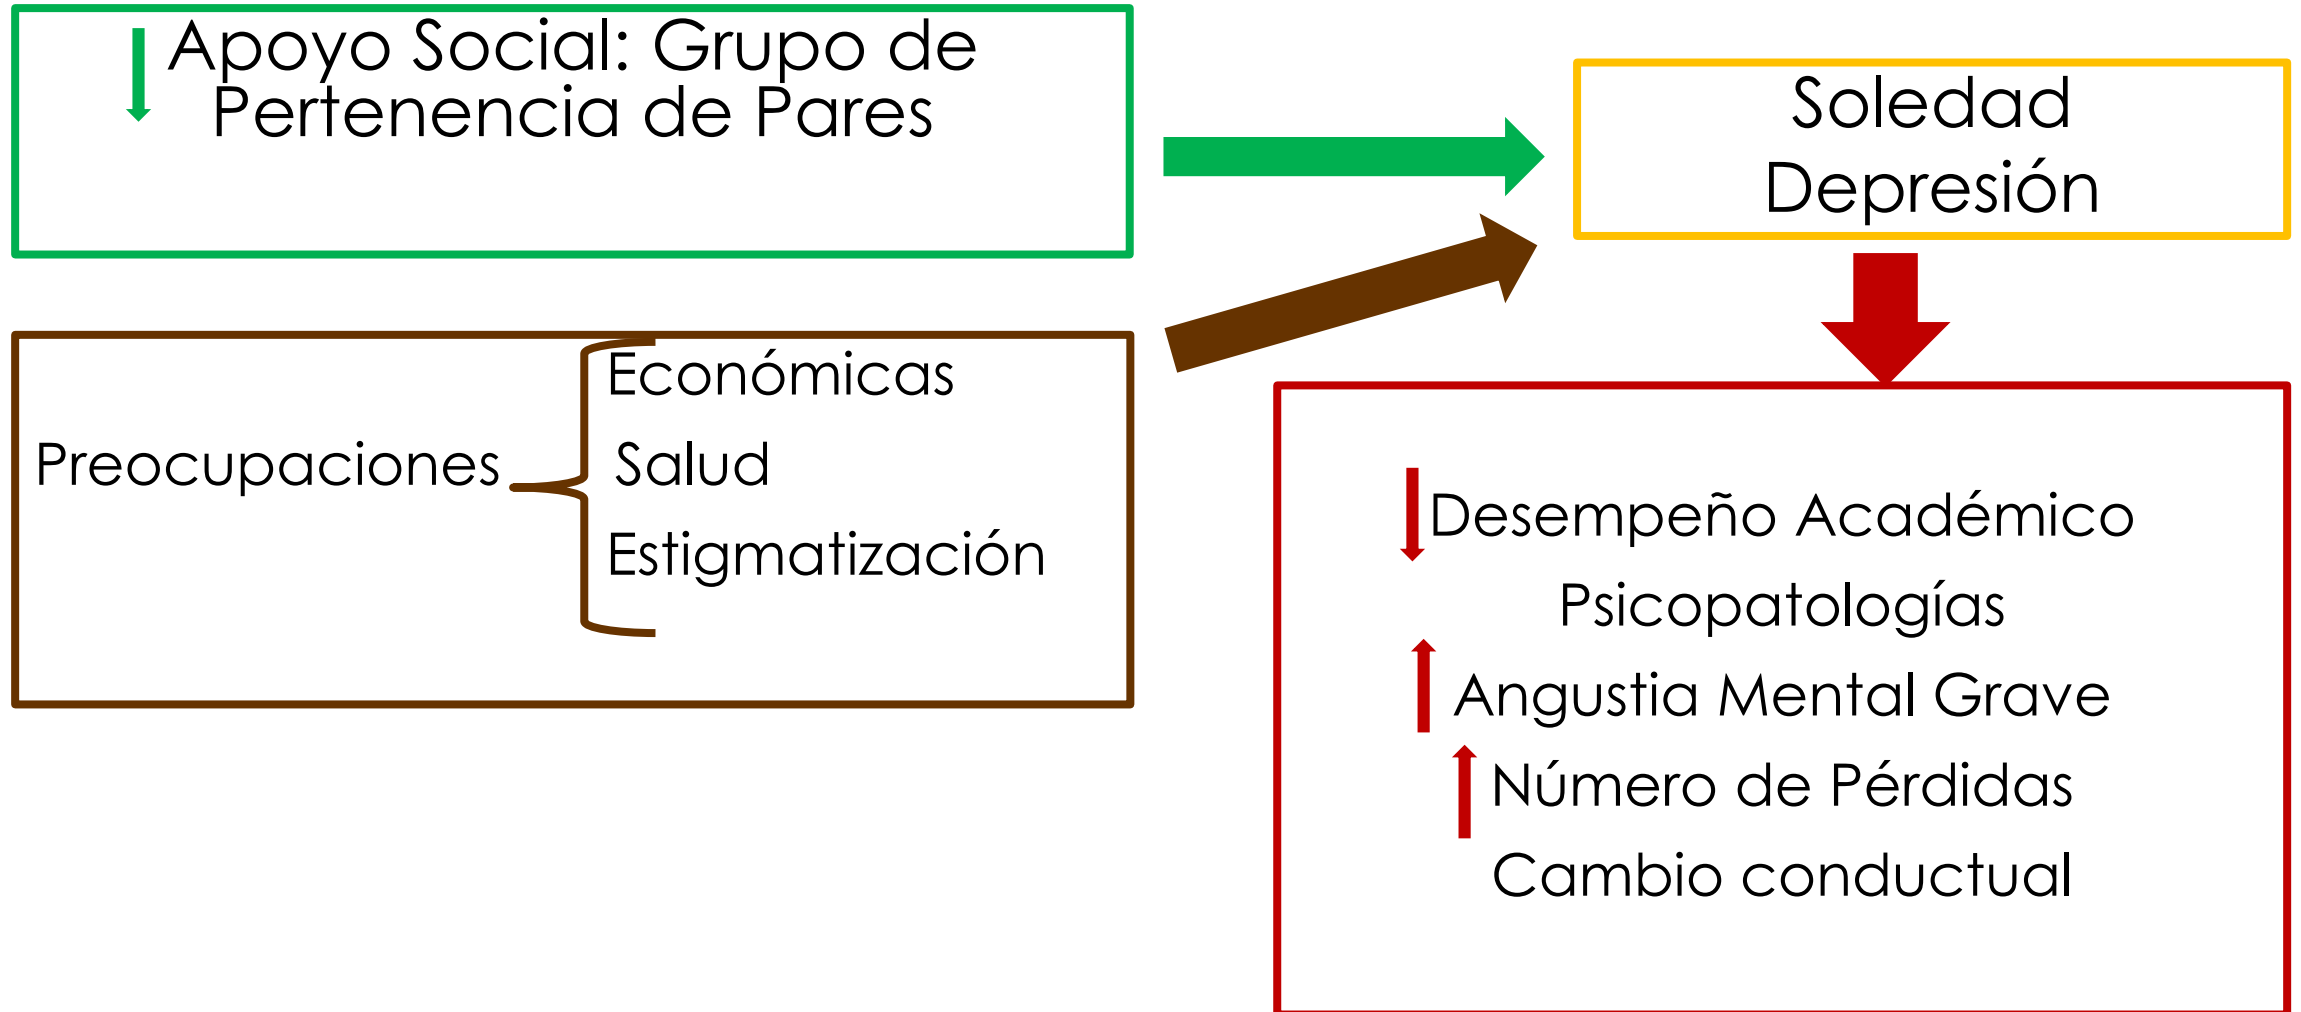 Apoyo Social: Grupo de
Pertenencia de Pares
Soledad
Depresión
Preocupaciones
Económicas
Salud
Estigmatización
Desempeño Académico
Psicopatologías
Angustia Mental Grave
Número de Pérdidas
Cambio conductual